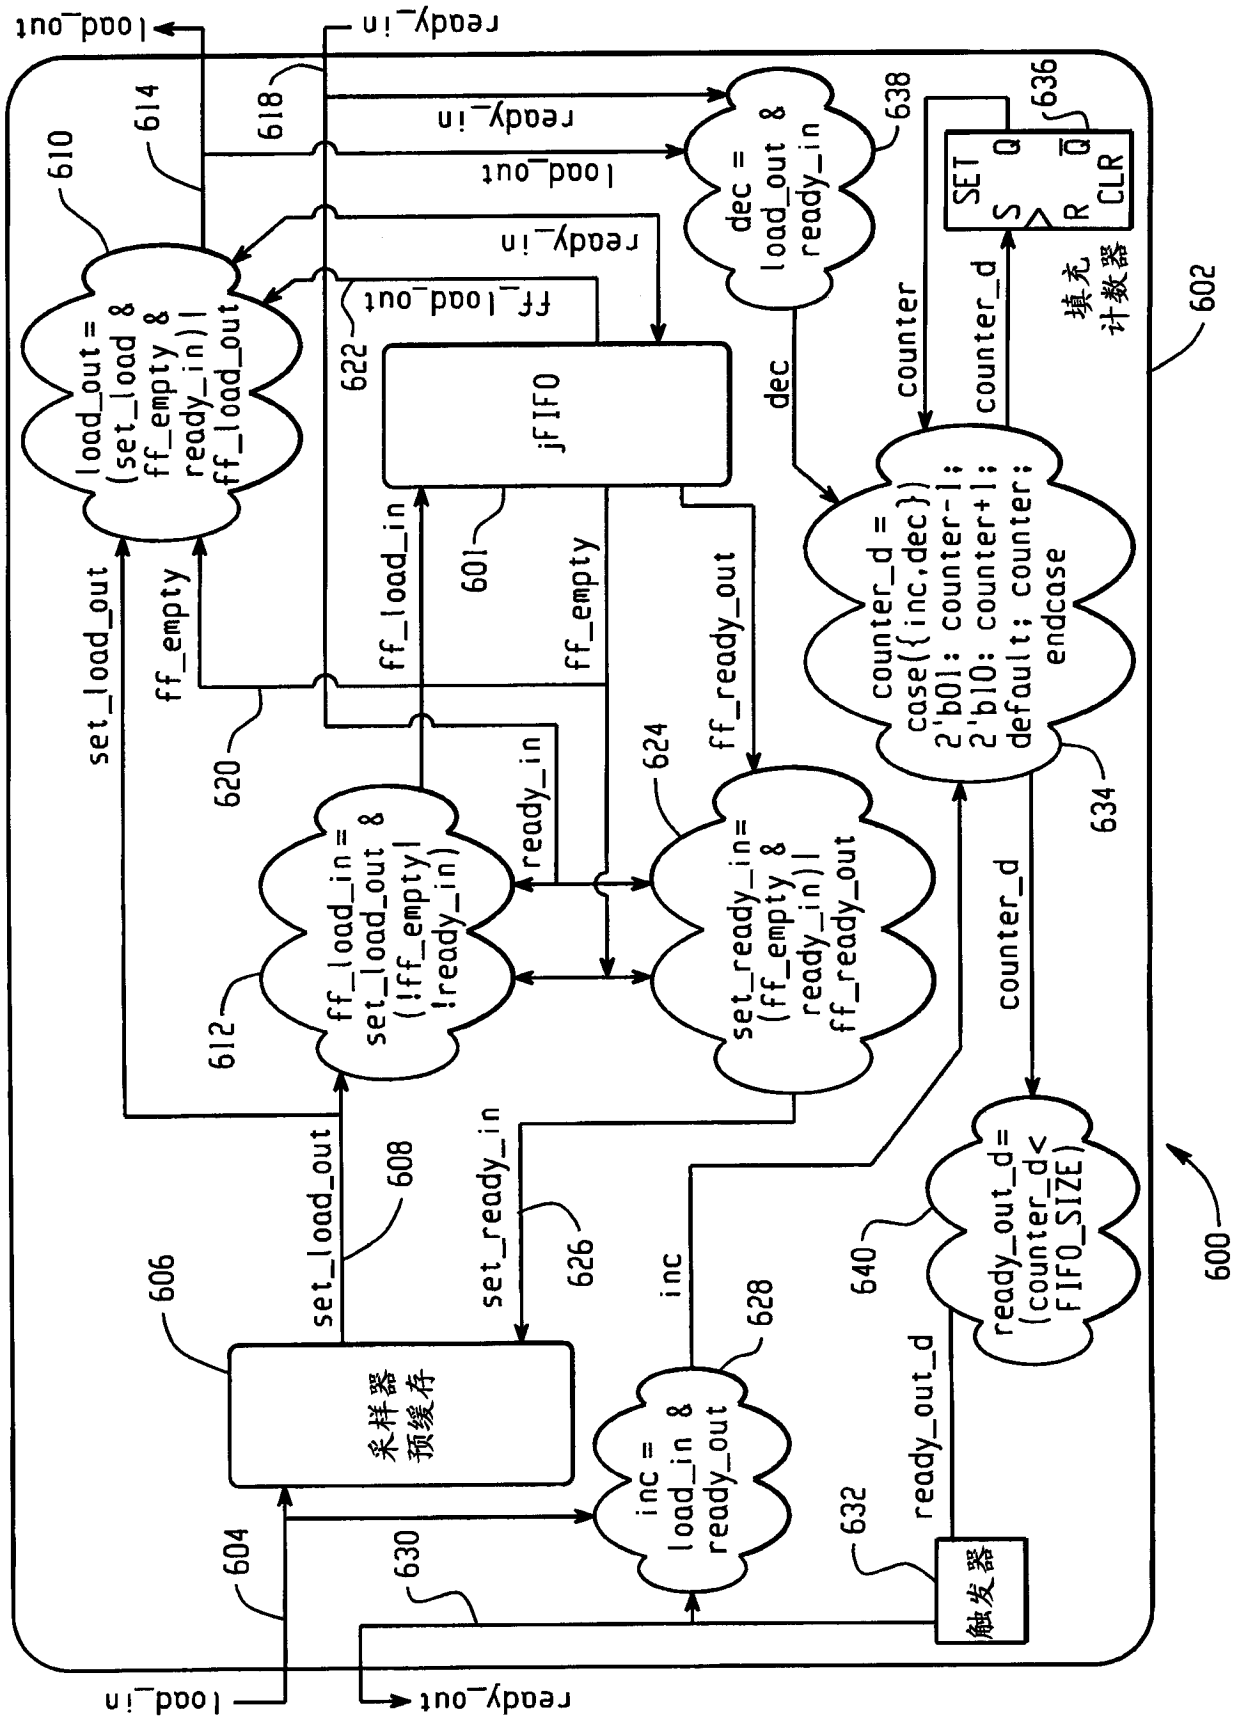 load_in
ready_out
604
630
606
采样器
预缓存
set_load_out
608
set_ready_in
626
inc =
load_in &
ready_out
628
inc
632
触发器
ready_out_d
640
ready_out_d=
(counter_d<
FIFO_SIZE)
600
set_load_out
ff_empty
620
612
ff_load_in=
set_load_out &
(!ff_empty|
!ready_in)
ready_in
624
set_ready_in=
(ff_empty &
ready_in)|
ff_ready_out
counter_d
634
counter_d =
case({inc,dec})
2'b01: counter-1;
2'b10: counter+1;
default; counter;
endcase
ff_load_in
601
ff_empty
ff_ready_out
jFIFO
610
load_out=
(set_load &
ff_empty &
ready_in)|
ff_load_out
622
ff_load_out
ready_in
614
618
load_out
ready_in
load_out
ready_in
dec =
load_out &
ready_in
638
dec
counter
counter_d
填充
计数器
SET
S
Q
R
Q
CLR
636
602